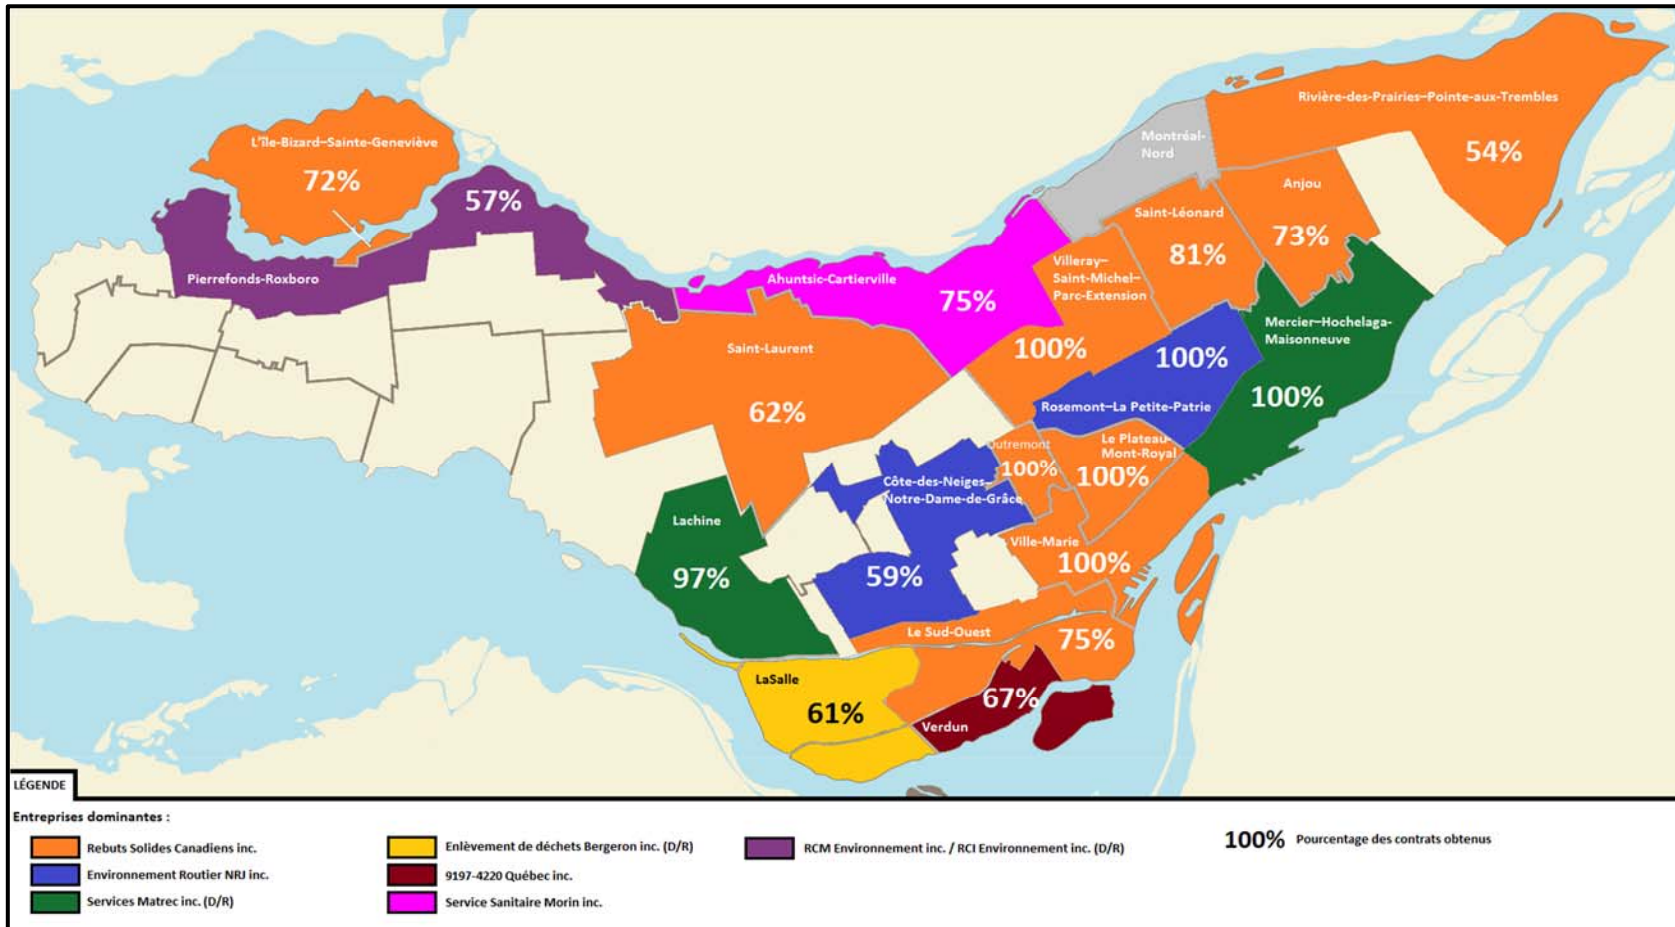 Rivière-des-Prairies–Pointe-aux-Trembles
54%
Montréal-
Nord
L'île-Bizard–Sainte-Geneviève
72%
57%
Anjou
73%
Saint-Léonard
81%
Pierrefonds-Roxboro
Ahuntsic-Cartierville
75%
Villeray–
Saint-Michel–
Parc-Extension
100%
Mercier–Hochelaga-
Maisonneuve
100%
Saint-Laurent
62%
100%
Rosemont–La Petite-Patrie
Outremont
100%
Le Plateau-
Mont-Royal
100%
Côte-des-Neiges–
Notre-Dame-de-Grâce
59%
Lachine
97%
Ville-Marie
100%
Le Sud-Ouest
75%
LaSalle
61%
67%
Verdun
LÉGENDE
Entreprises dominantes :
Rebuts Solides Canadiens inc.
Environnement Routier NRJ inc.
Services Matrec inc. (D/R)
Enlèvement de déchets Bergeron inc. (D/R)
9197-4220 Québec inc.
Service Sanitaire Morin inc.
RCM Environnement inc. / RCI Environnement inc. (D/R)
100% Pourcentage des contrats obtenus